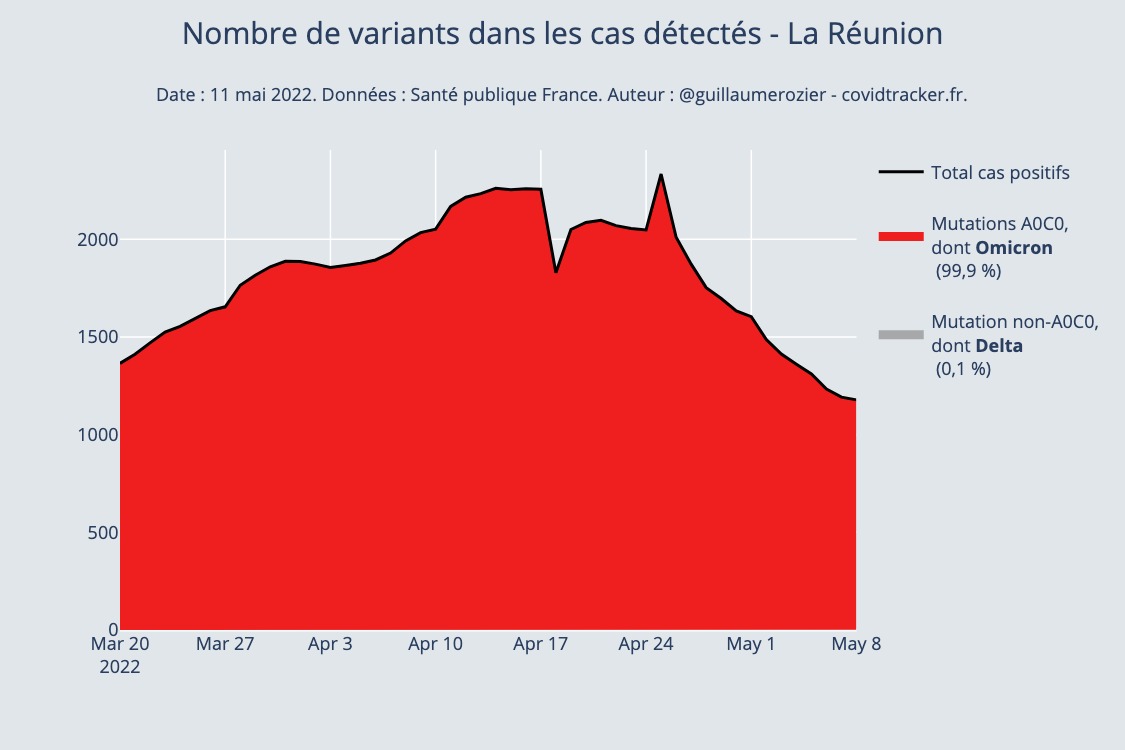 Nombre de variants dans les cas détectés - La Réunion
Date : 11 mai 2022. Données : Santé publique France. Auteur : @guillaumerozier - covidtracker.fr.
Total cas positifs
Mutations A0C0,
dont Omicron
(99,9 %)
Mutation non-A0C0,
dont Delta
(0,1 %)
2000
1500
1000
500
0
Mar 20
2022
Mar 27
Apr 3
Apr 10
Apr 17
Apr 24
May 1
May 8